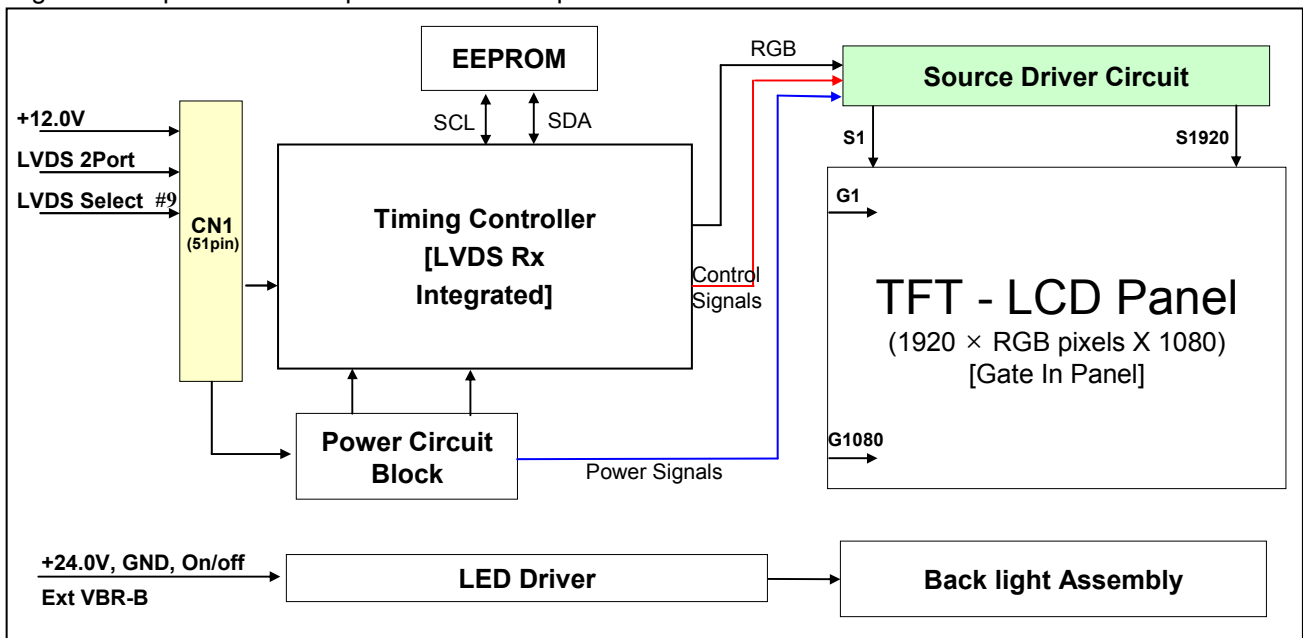 EEPROM
RGB
Source Driver Circuit
+12.0V
SCL
SDA
S1
S1920
LVDS 2Port
LVDS Select #9
CN1
(51pin)
Timing Controller
[LVDS Rx
Integrated]
G1
Control
Signals
TFT - LCD Panel
(1920 × RGB pixels X 1080)
[Gate In Panel]
Power Circuit
Block
Power Signals
G1080
+24.0V, GND, On/off
Ext VBR-B
LED Driver
Back light Assembly